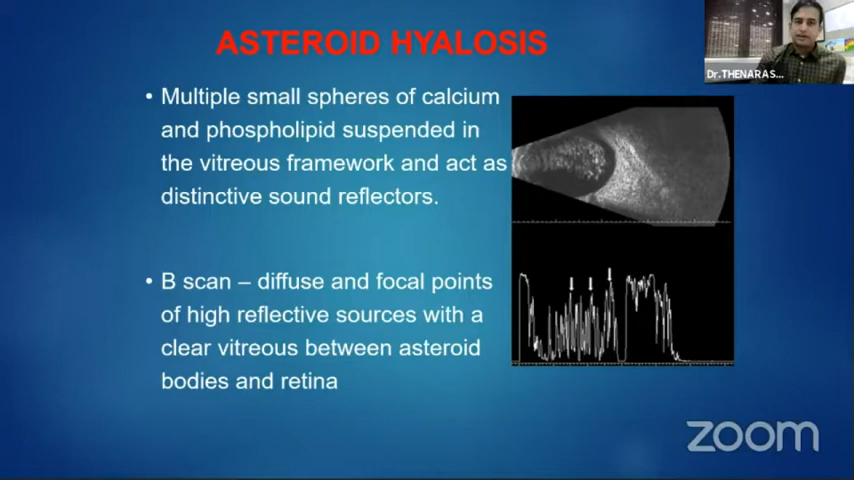 ASTEROID HYALOSIS
Dr.THENARAS...
• Multiple small spheres of calcium
and phospholipid suspended in
the vitreous framework and act as
distinctive sound reflectors.
• B scan – diffuse and focal points
of high reflective sources with a
clear vitreous between asteroid
bodies and retina
zoom